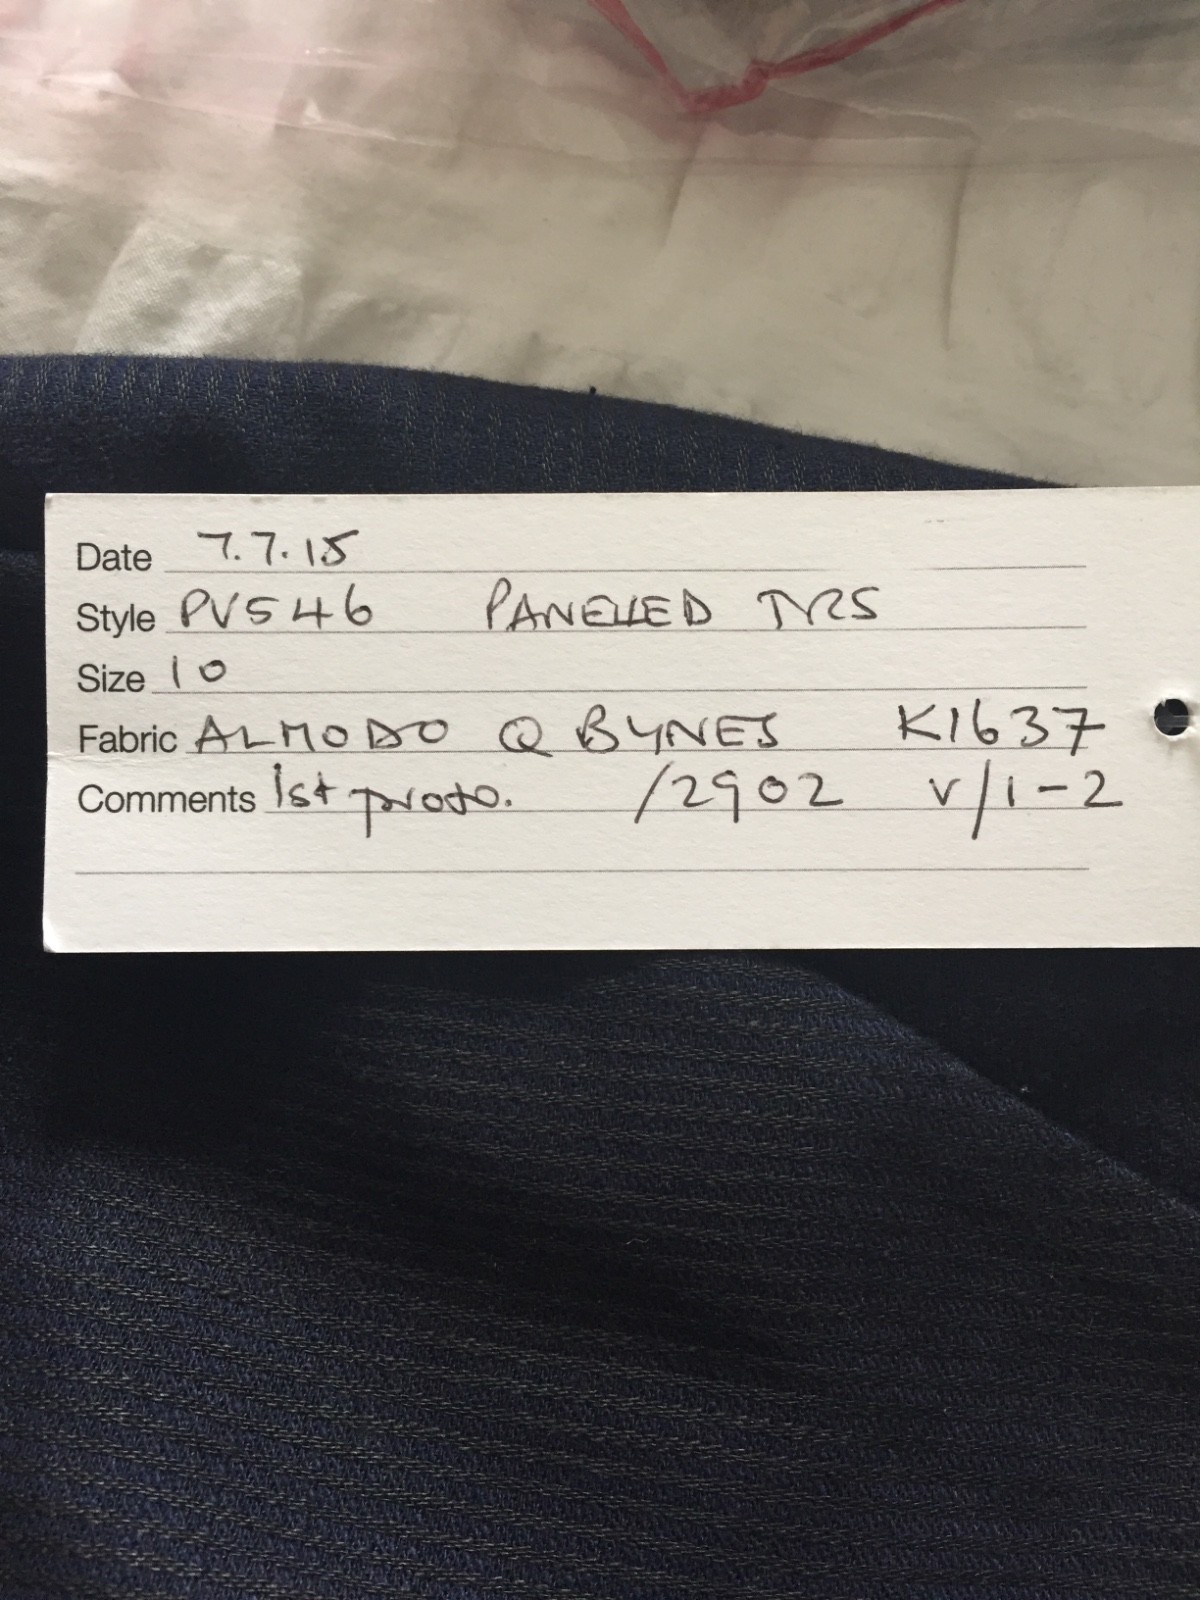 Date 7.7.15
Style PV546 PANELLED TRS
Size 10
Fabric ALMODO Q BYNES K1637
Comments 1st proto. /2902 V/1-2